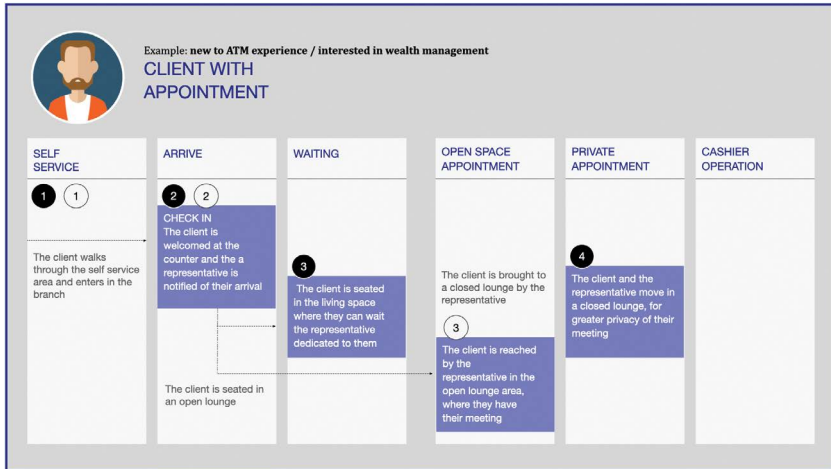 Example: new to ATM experience / interested in wealth management
CLIENT WITH
APPOINTMENT
SELF
SERVICE
1 1
The client walks
through the self service
area and enters in the
branch
ARRIVE
2 2
CHECK IN
The client is
welcomed at the
counter and the a
representative is
notified of their arrival
The client is seated in
an open lounge
WAITING
3
The client is seated
in the living space
where they can wait
the representative
dedicated to them
OPEN SPACE
APPOINTMENT
The client is brought to
a closed lounge by the
representative
3
The client is reached
by the
representative in the
open lounge area,
where they have
their meeting
PRIVATE
APPOINTMENT
4
The client and the
representative move in
a closed lounge, for
greater privacy of their
meeting
CASHIER
OPERATION